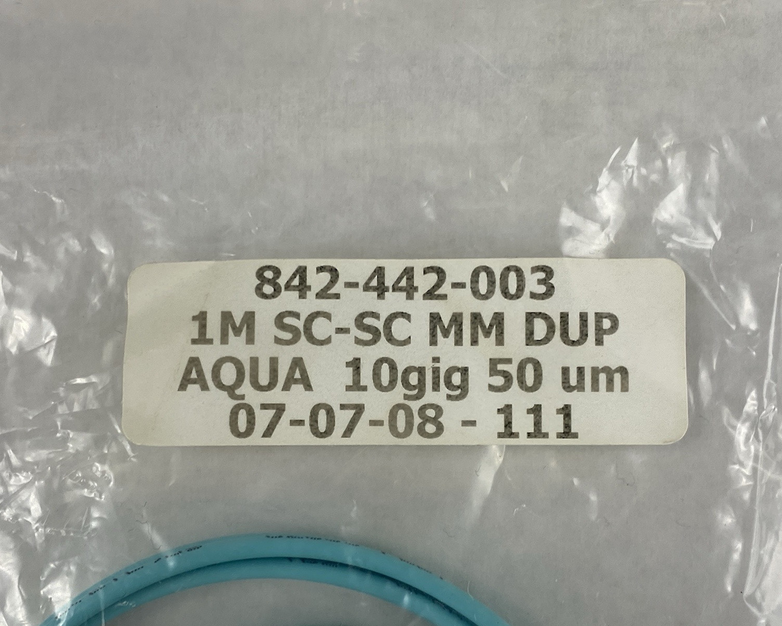 842-442-003
1M SC-SC MM DUP
AQUA 10gig 50 um
07-07-08 - 111